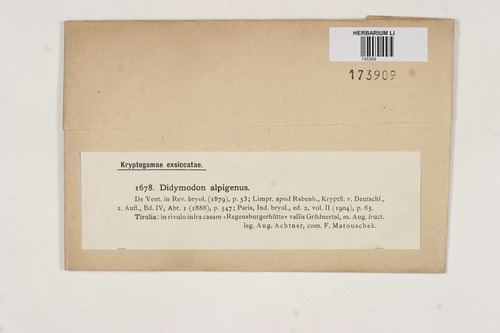 HERBARIUM LI
745369
173909
Kryptogamae exsiccatae.
1678. Didymodon alpigenus.
De Vent. in Rev. bryol. (1879), p. 53; Limpr. apud Rabenh., Kryptfl. v. Deutschl.,
2. Aufl., Bd. IV, Abt. 1 (1888), p. 547; Paris, Ind. bryol., ed. 2, vol. II (1904), p. 65.
Tirolia: in rivulo infra casam «Regensburgerhütte» vallis Grödnertal, m. Aug. fruct.
leg. Aug. Achtner, com. F. Matouschek.